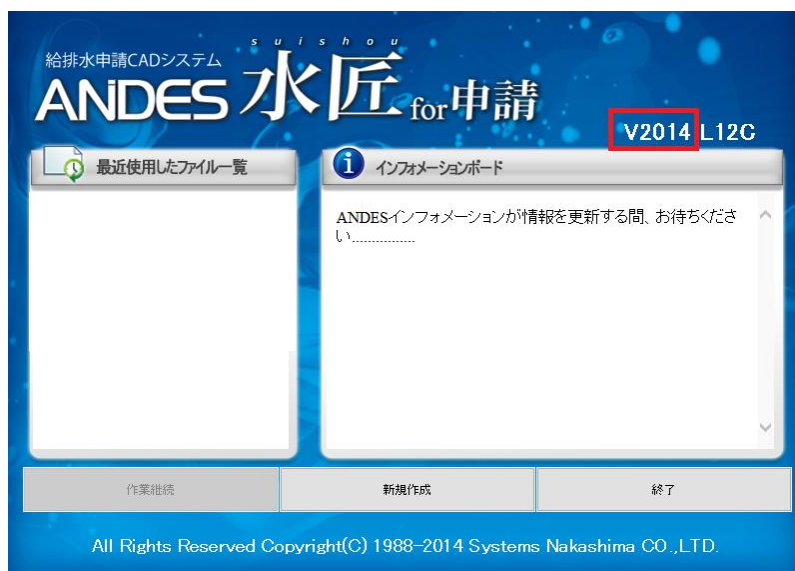 suishou
給排水申請CADシステム
ANDES 水匠 for申請
V2014 L12C
最近使用したファイル一覧
インフォメーションボード
ANDESインフォメーションが情報を更新する間、お待ちくださ
い...............
作業継続
新規作成
終了
All Rights Reserved Copyright(C) 1988-2014 Systems Nakashima CO.,LTD.